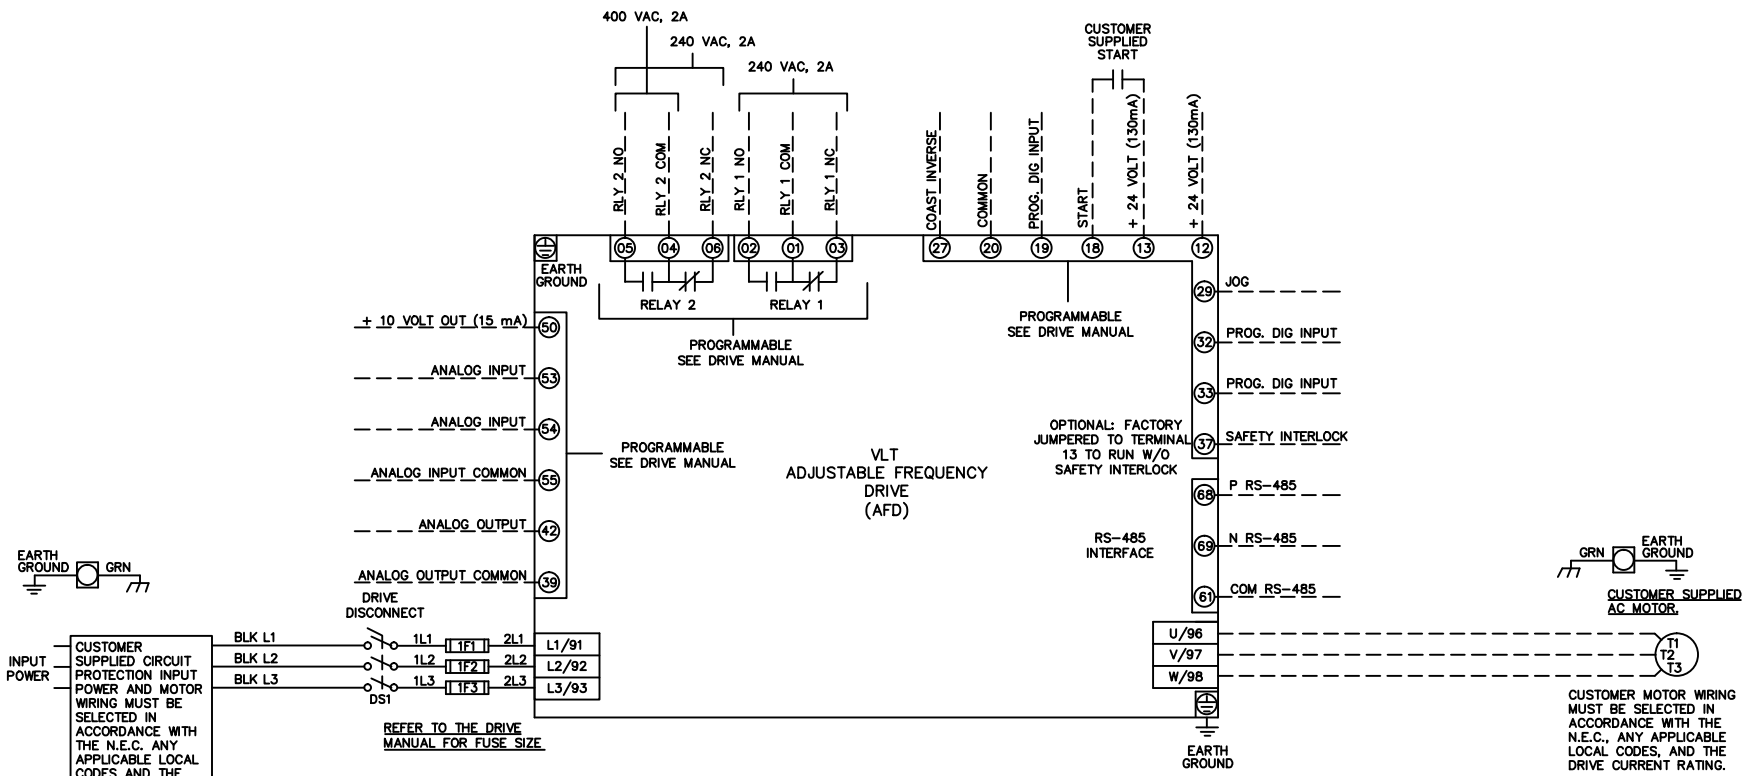 400 VAC, 2A
240 VAC, 2A
240 VAC, 2A
CUSTOMER
SUPPLIED
START
RLY 2 NO
RLY 2 COM
RLY 2 NC
RLY 1 NO
RLY 1 COM
RLY 1 NC
COAST INVERSE
COMMON
PROG. DIG INPUT
START
+ 24 VOLT (130mA)
+ 24 VOLT (130mA)
05
04
06
02
01
03
27
20
19
18
13
12
EARTH
GROUND
RELAY 2
RELAY 1
PROGRAMMABLE
SEE DRIVE MANUAL
PROGRAMMABLE
SEE DRIVE MANUAL
29
JOG
32
PROG. DIG INPUT
33
PROG. DIG INPUT
37
SAFETY INTERLOCK
OPTIONAL: FACTORY
JUMPERED TO TERMINAL
13 TO RUN W/O
SAFETY INTERLOCK
+ 10 VOLT OUT (15 mA)
50
ANALOG INPUT
53
ANALOG INPUT
54
ANALOG INPUT COMMON
55
ANALOG OUTPUT
42
ANALOG OUTPUT COMMON
39
PROGRAMMABLE
SEE DRIVE MANUAL
VLT
ADJUSTABLE FREQUENCY
DRIVE
(AFD)
68
P RS-485
69
N RS-485
61
COM RS-485
RS-485
INTERFACE
EARTH
GROUND
GRN
DRIVE
DISCONNECT
INPUT
POWER
CUSTOMER
SUPPLIED CIRCUIT
PROTECTION INPUT
POWER AND MOTOR
WIRING MUST BE
SELECTED IN
ACCORDANCE WITH
THE N.E.C. ANY
APPLICABLE LOCAL
CODES AND THE
BLK L1
BLK L2
BLK L3
DS1
1L1
1F1
2L1
L1/91
1L2
1F2
2L2
L2/92
1L3
1F3
2L3
L3/93
REFER TO THE DRIVE
MANUAL FOR FUSE SIZE
U/96
V/97
W/98
EARTH
GROUND
GRN
EARTH
GROUND
CUSTOMER SUPPLIED
AC MOTOR.
T1
T2
T3
CUSTOMER MOTOR WIRING
MUST BE SELECTED IN
ACCORDANCE WITH THE
N.E.C., ANY APPLICABLE
LOCAL CODES, AND THE
DRIVE CURRENT RATING.